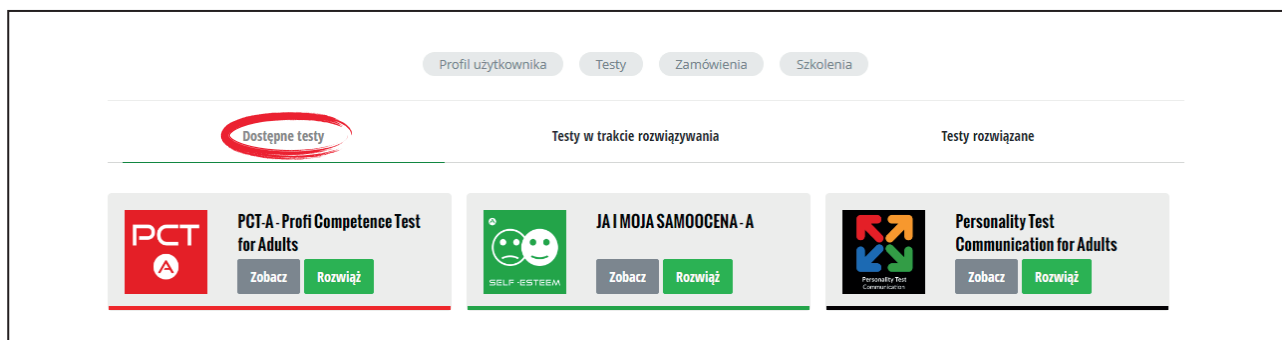 Profil użytkownika Testy Zamówienia Szkolenia
Dostępne testy Testy w trakcie rozwiązywania Testy rozwiązane
PCT
A
PCT-A - Profi Competence Test
for Adults
Zobacz Rozwiąż
A
SELF-ESTEEM
JA I MOJA SAMOOCENA - A
Zobacz Rozwiąż
Personality Test
Communication
Personality Test
Communication for Adults
Zobacz Rozwiąż